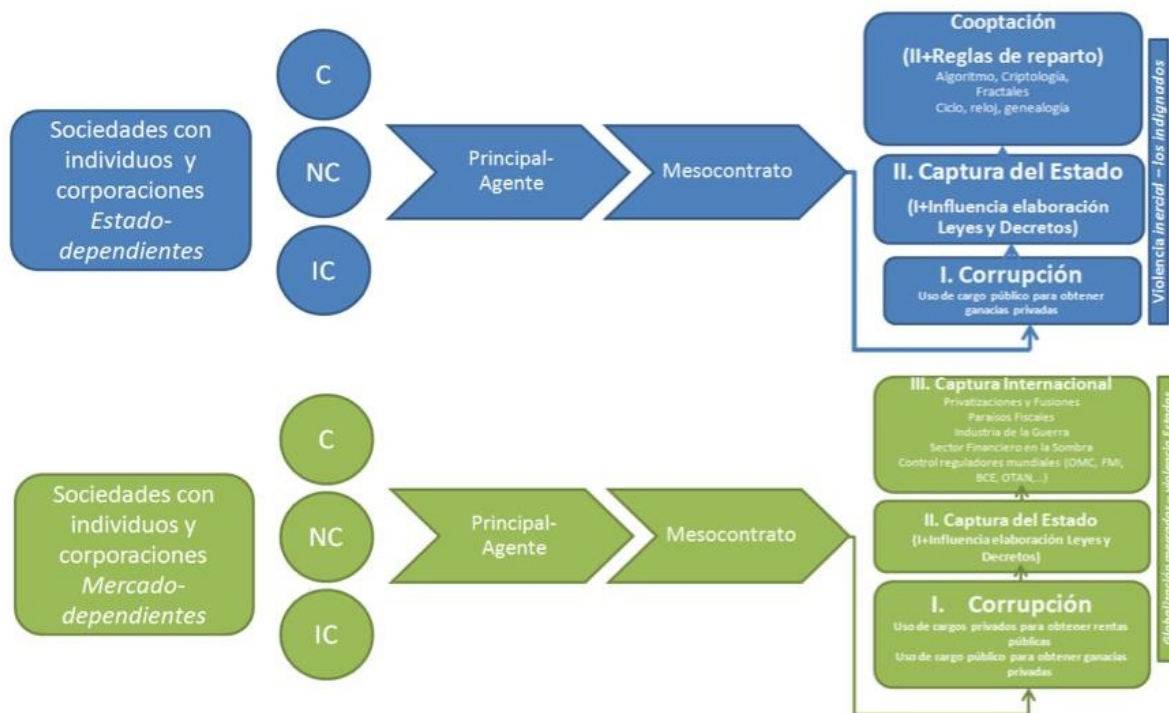 Sociedades con
individuos y
corporaciones
Estado-
dependientes
C
NC
IC
Principal-
Agente
Mesocontrato
Cooptación
(II+Reglas de reparto)
Algoritmo, Criptología,
Fractales
Ciclo, reloj, genealogía
II. Captura del Estado
(I+Influencia elaboración
Leyes y Decretos)
I. Corrupción
Uso de cargo público para obtener
ganacias privadas
Violencia inercial – los indignados
Sociedades con
individuos y
corporaciones
Mercado-
dependientes
C
NC
IC
Principal-
Agente
Mesocontrato
III. Captura Internacional
Privatizaciones y Fusiones
Paraísos Fiscales
Industria de la Guerra
Sector Financiero en la Sombra
Control reguladores mundiales (OMC, FMI,
BCE, OTAN,...)
II. Captura del Estado
(I+Influencia elaboración Leyes y
Decretos)
I. Corrupción
Uso de cargos privados para obtener rentas
públicas
Uso de cargo público para obtener ganacias
privadas